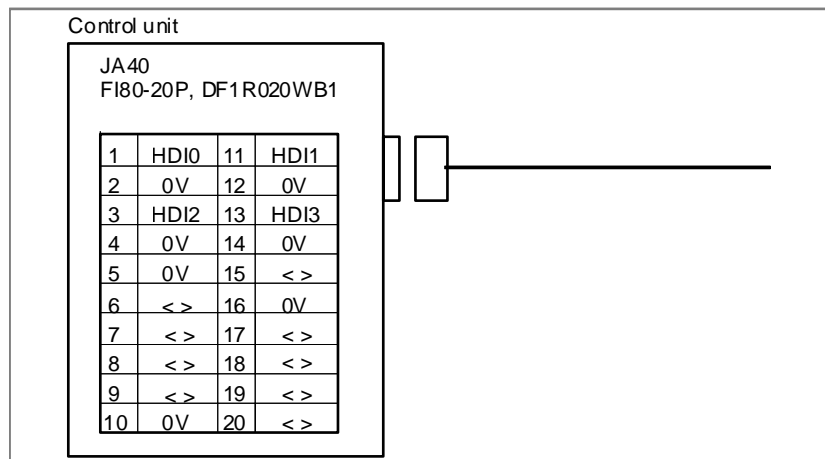 Control unit
JA40
FI80-20P, DF1R020WB1
1 HDI0 11 HDI1
2 0V 12 0V
3 HDI2 13 HDI3
4 0V 14 0V
5 0V 15 < >
6 < > 16 0V
7 < > 17 < >
8 < > 18 < >
9 < > 19 < >
10 0V 20 < >